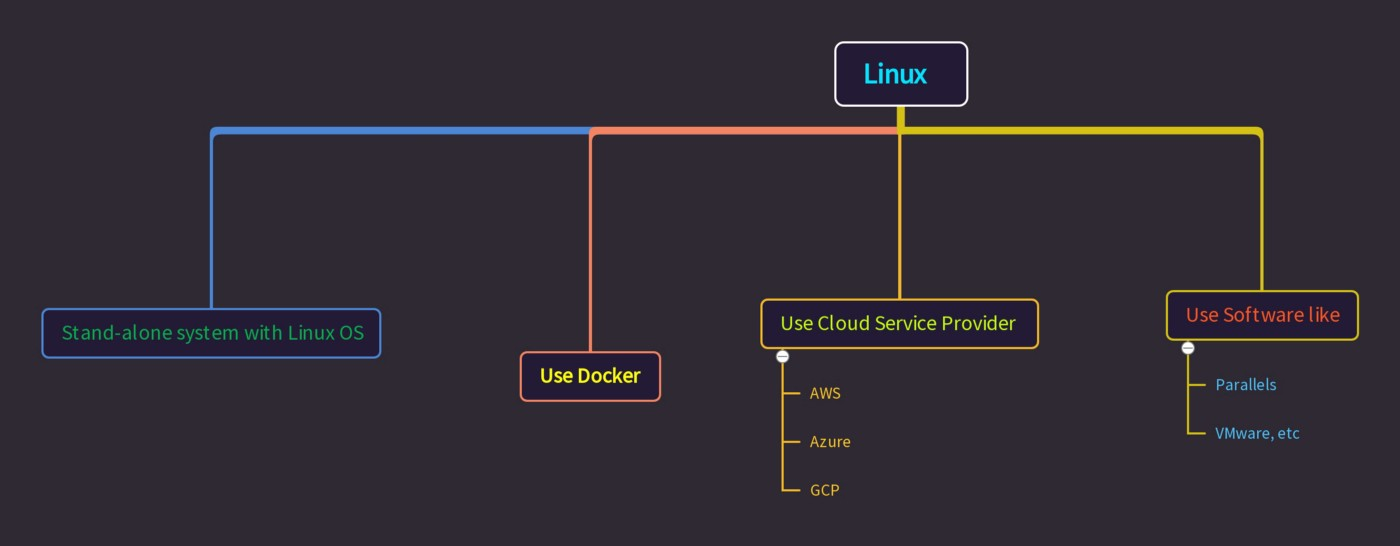 Linux
Stand-alone system with Linux OS
Use Docker
Use Cloud Service Provider
AWS
Azure
GCP
Use Software like
Parallels
VMware, etc